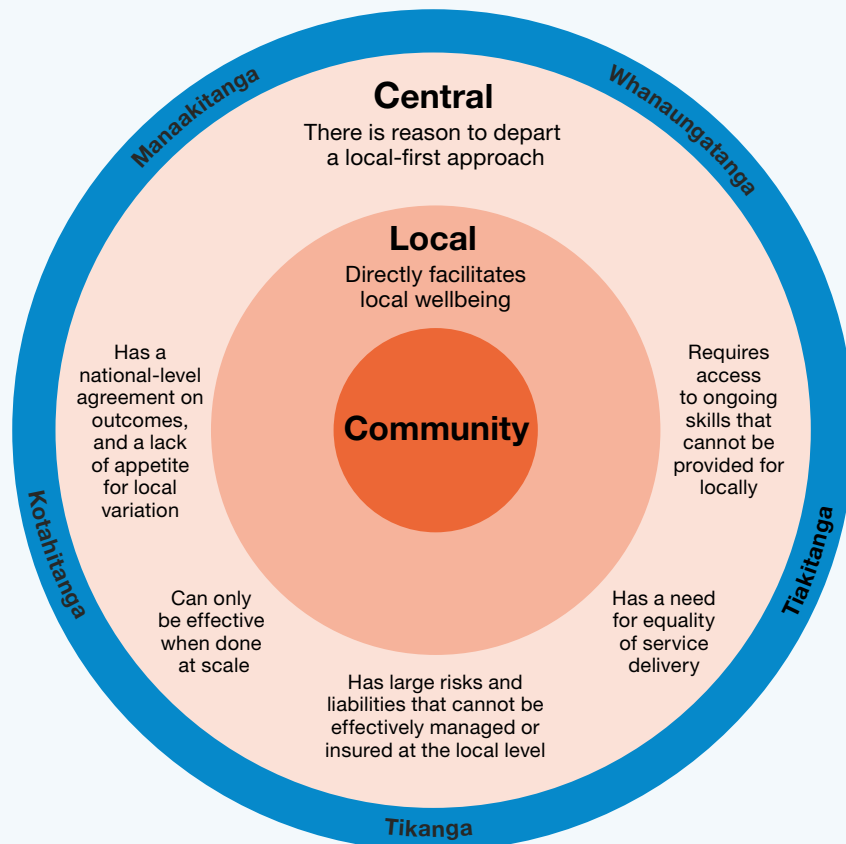 Manaakitanga
Whanaungatanga
Central
There is reason to depart
a local-first approach
Local
Directly facilitates
local wellbeing
Community
Has a
national-level
agreement on
outcomes,
and a lack
of appetite
for local
variation
Requires
access
to ongoing
skills that
cannot be
provided for
locally
Kotahitanga
Tiakitanga
Can only
be effective
when done
at scale
Has a need
for equality
of service
delivery
Has large risks and
liabilities that cannot be
effectively managed or
insured at the local level
Tikanga